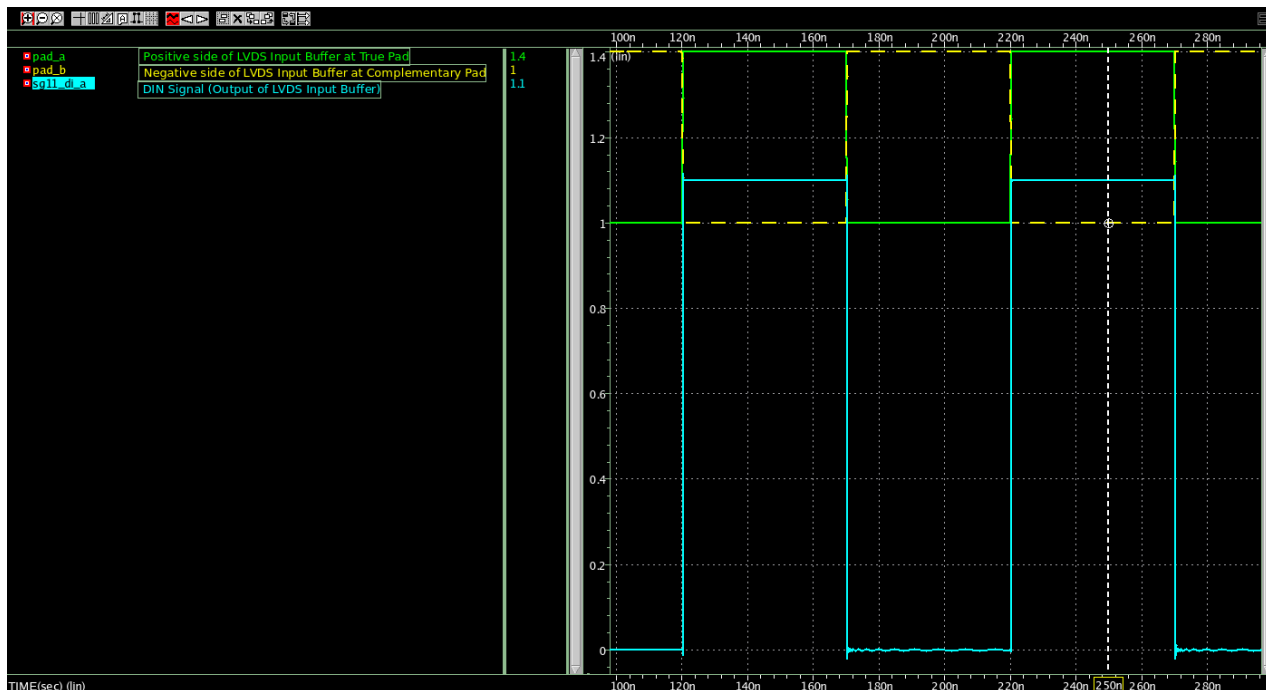 100n 120n 140n 160n 180n 200n 220n 240n 260n 280n
pad_a Positive side of LVDS Input Buffer at True Pad 1.4
pad_b Negative side of LVDS Input Buffer at Complementary Pad 1
sg11_di_a DIN Signal (Output of LVDS Input Buffer) 1.1
1.4 (lin)
1.2
1
0.8
0.6
0.4
0.2
0
TIME(sec) (lin) 100n 120n 140n 160n 180n 200n 220n 240n 250n 260n 280n